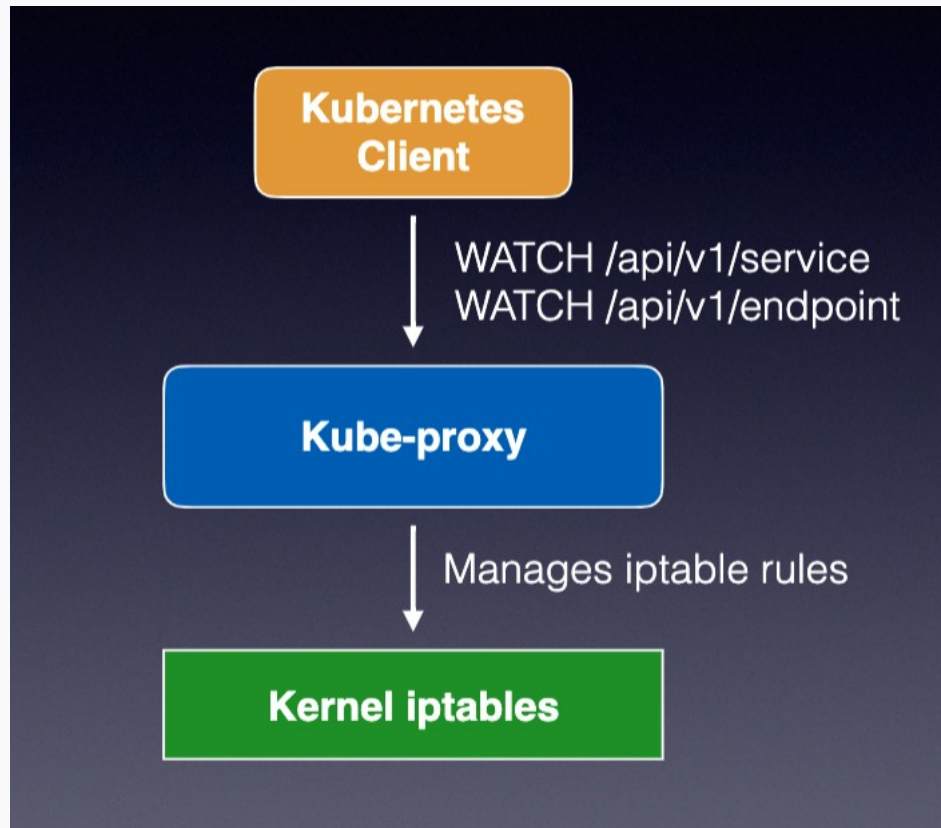 Kubernetes
Client
WATCH /api/v1/service
WATCH /api/v1/endpoint
Kube-proxy
Manages iptable rules
Kernel iptables